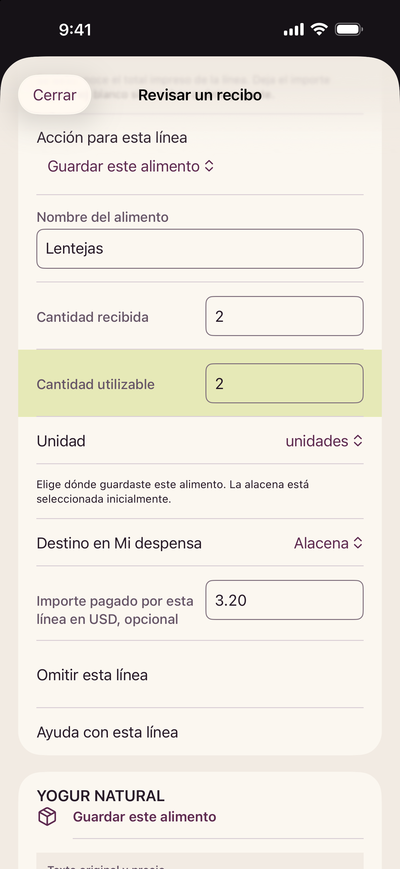 9:41
Cerrar
Revisar un recibo
Acción para esta línea
Guardar este alimento
Nombre del alimento
Lentejas
Cantidad recibida
2
Cantidad utilizable
2
Unidad
unidades
Elige dónde guardaste este alimento. La alacena está
seleccionada inicialmente.
Destino en Mi despensa
Alacena
Importe pagado por esta
línea en USD, opcional
3.20
Omitir esta línea
Ayuda con esta línea
YOGUR NATURAL
Guardar este alimento